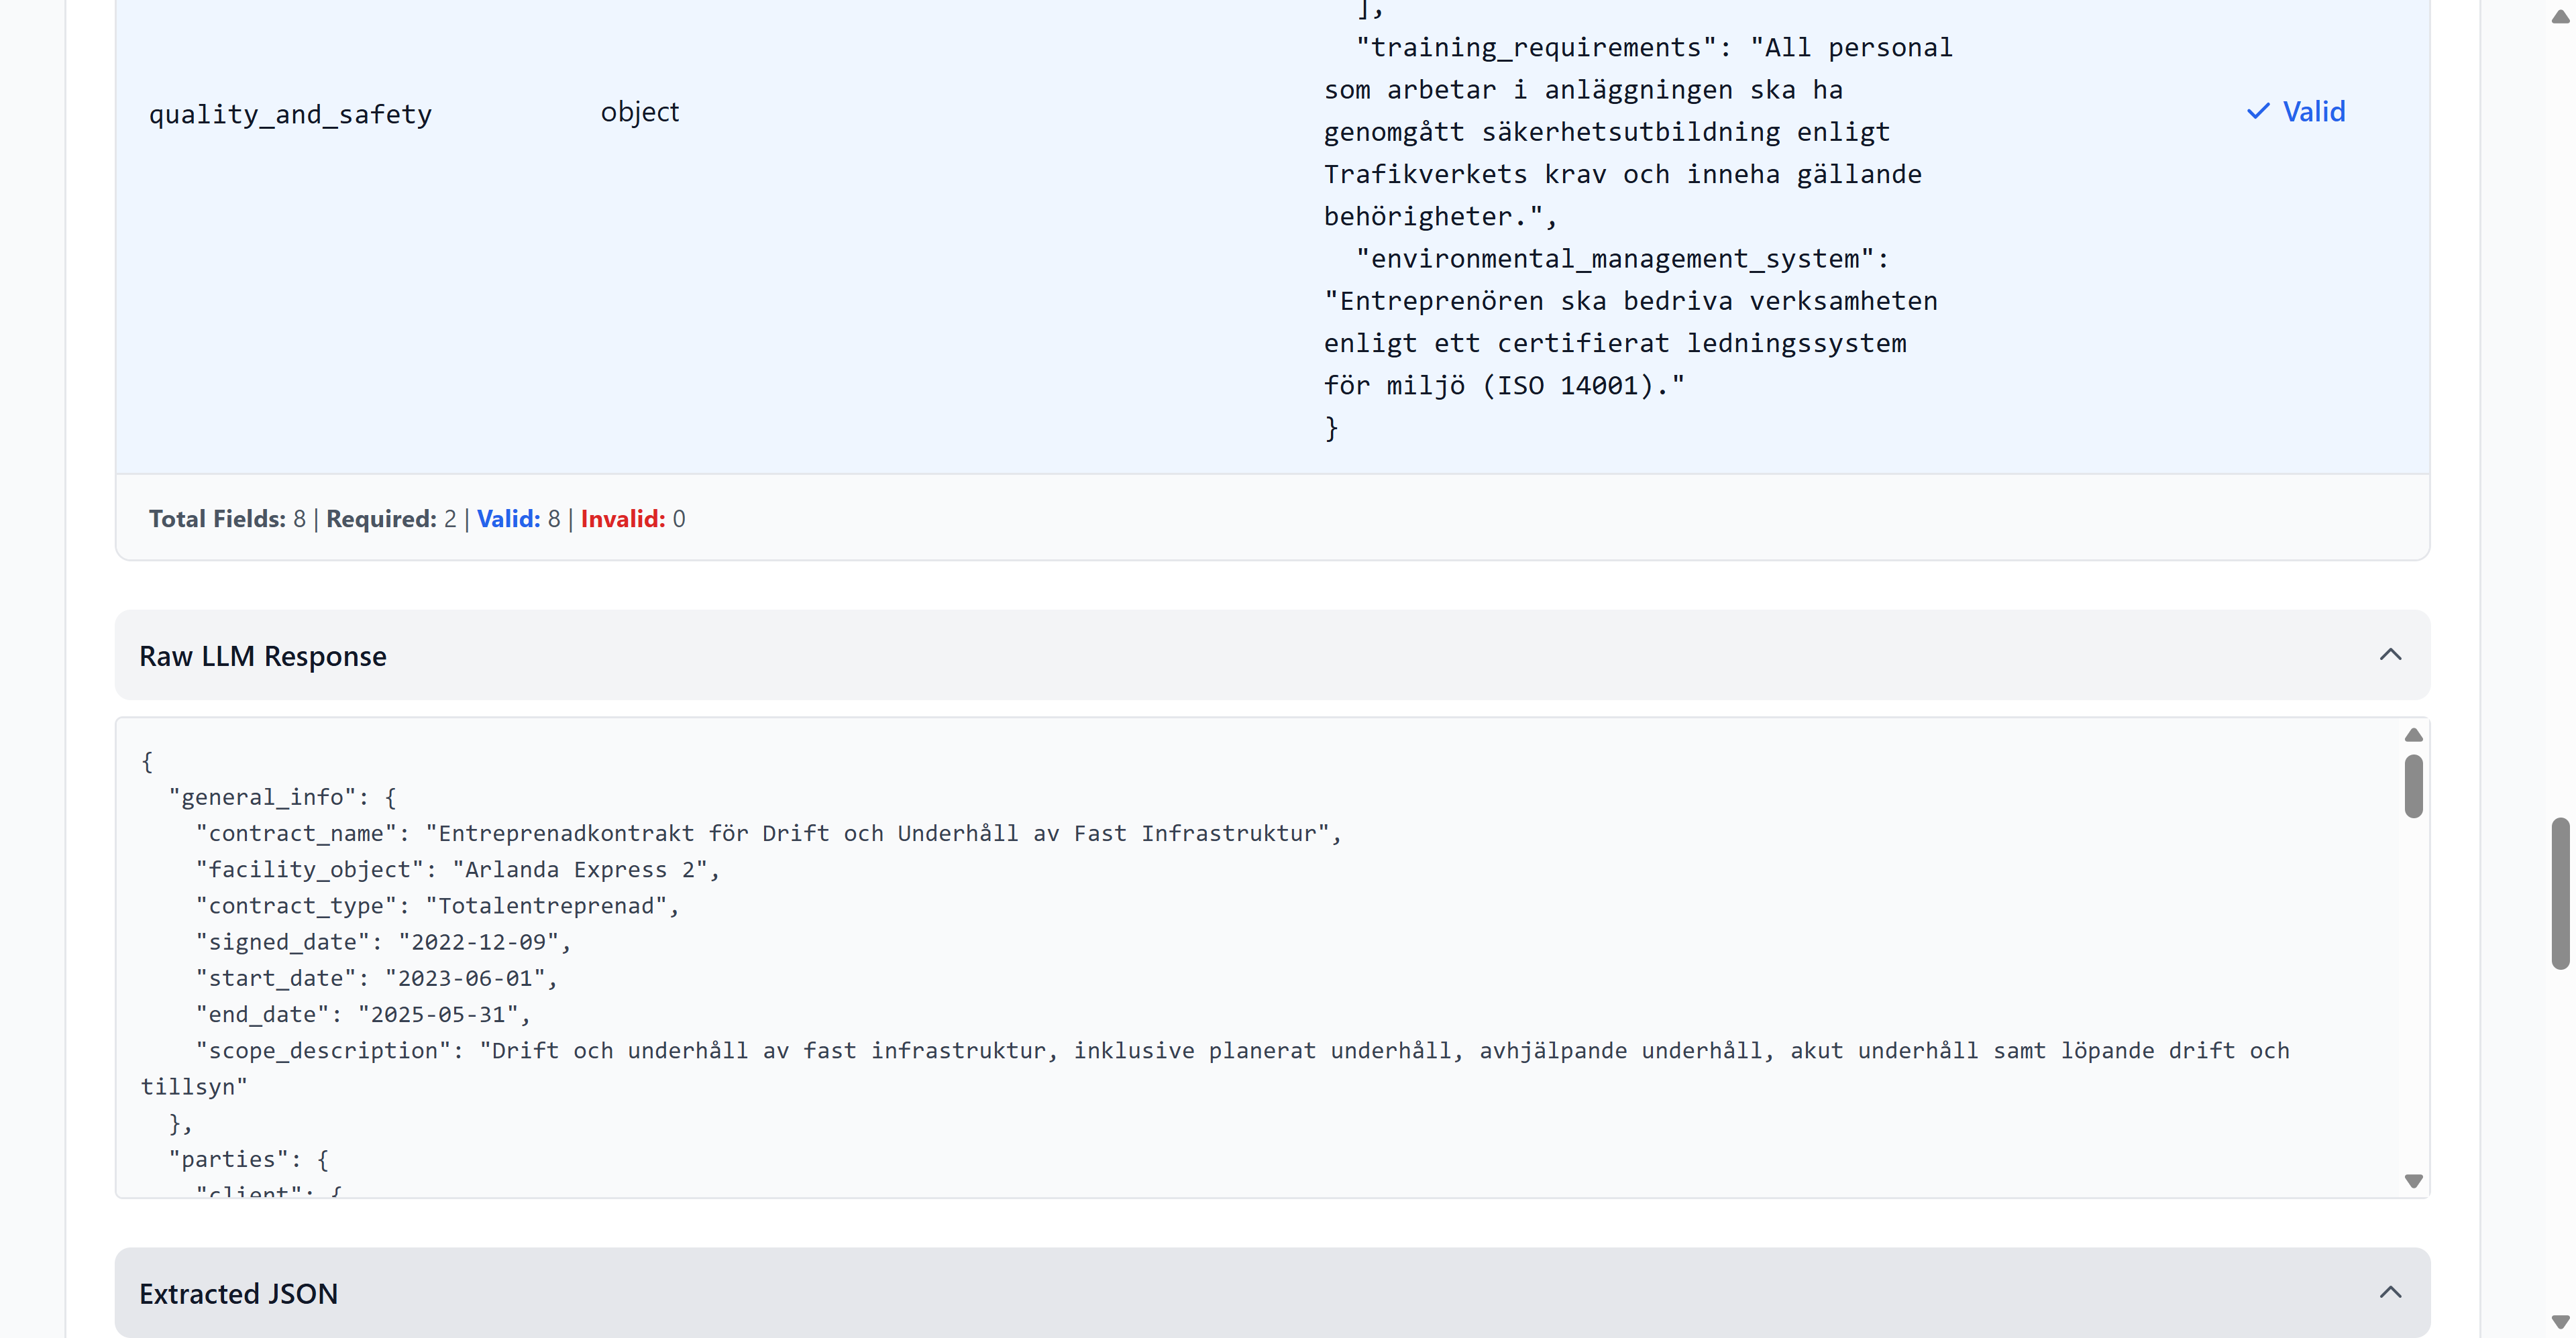 ],
"training_requirements": "All personal
som arbetar i anläggningen ska ha
quality_and_safety
object
Valid
genomgått säkerhetsutbildning enligt
Trafikverkets krav och inneha gällande
behörigheter.",
"environmental_management_system":
"Entreprenören ska bedriva verksamheten
enligt ett certifierat ledningssystem
för miljö (ISO 14001)."
}
Total Fields: 8 | Required: 2 | Valid: 8 | Invalid: 0
Raw LLM Response
{
"general_info": {
"contract_name": "Entreprenadkontrakt för Drift och Underhåll av Fast Infrastruktur",
"facility_object": "Arlanda Express 2",
"contract_type": "Totalentreprenad",
"signed_date": "2022-12-09",
"start_date": "2023-06-01",
"end_date": "2025-05-31",
"scope_description": "Drift och underhåll av fast infrastruktur, inklusive planerat underhåll, avhjälpande underhåll, akut underhåll samt löpande drift och
tillsyn"
},
"parties": {
"client": {
Extracted JSON